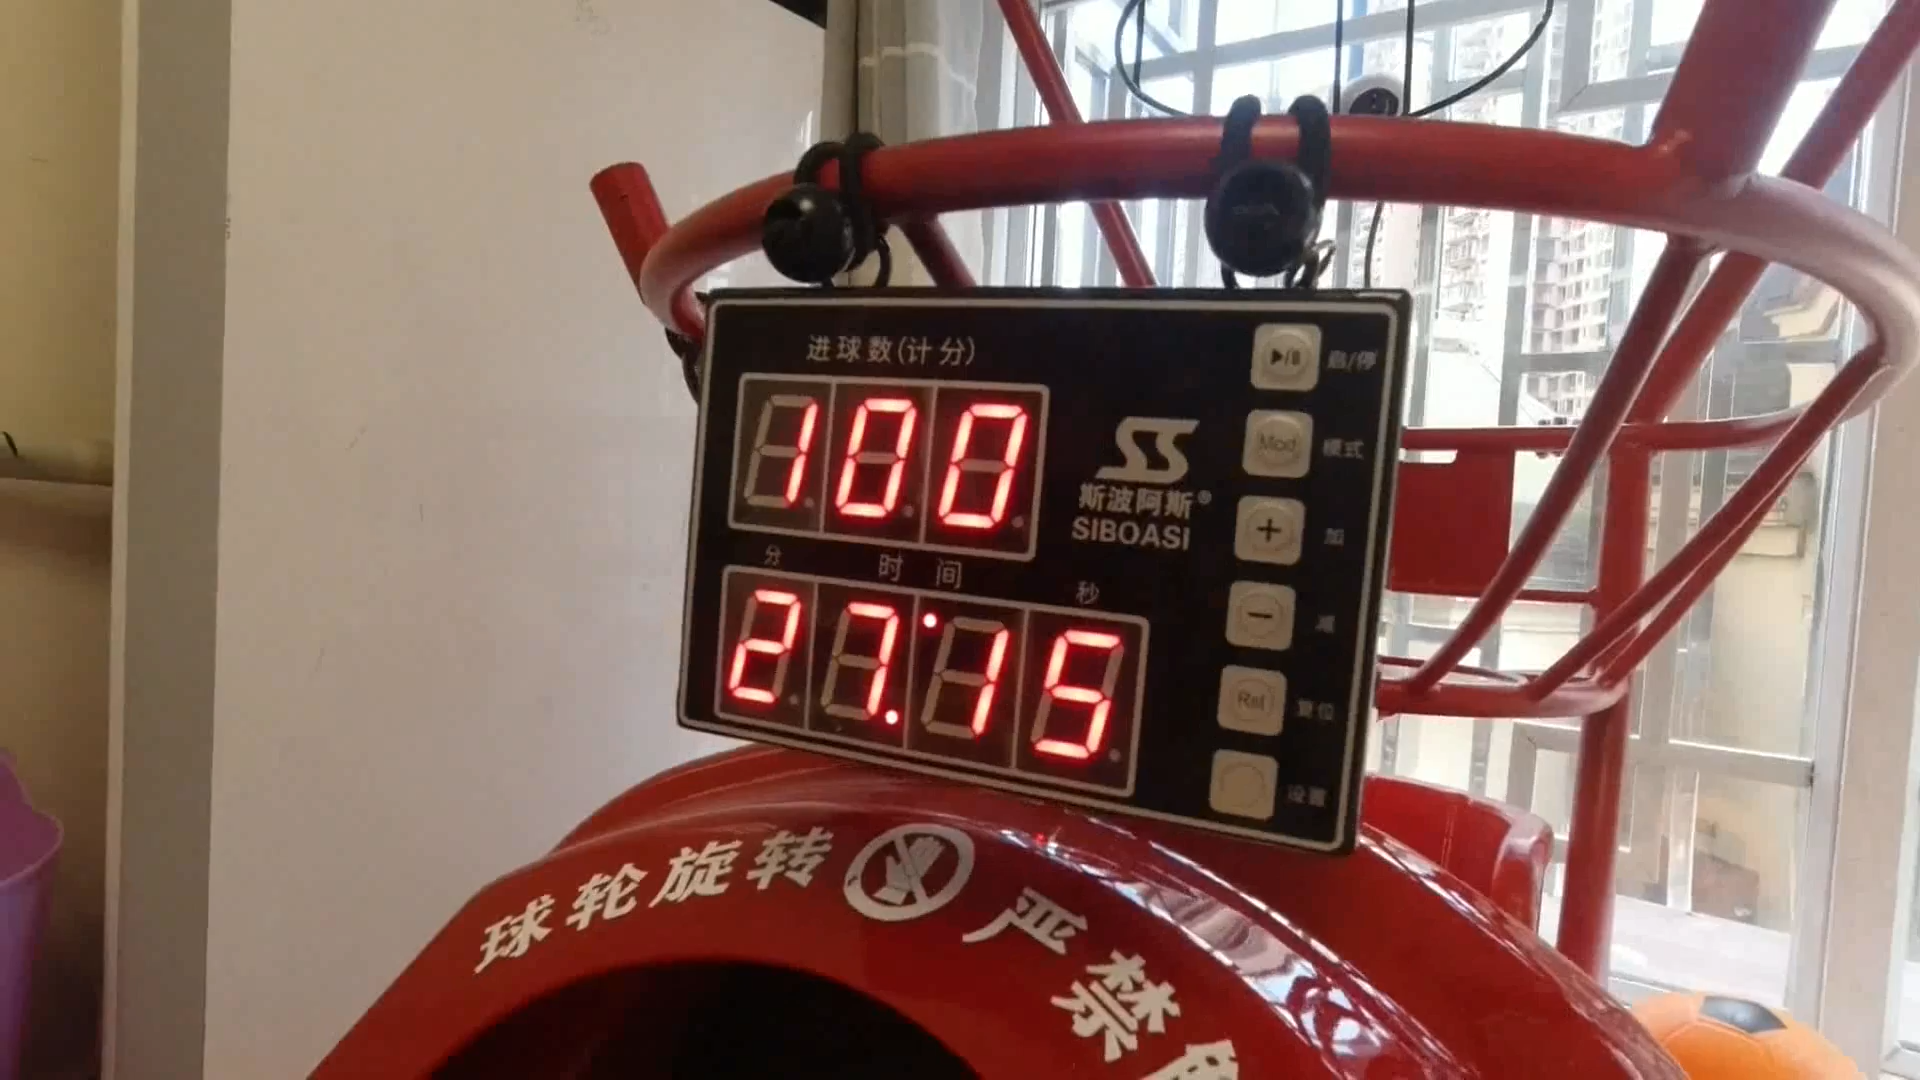 进球数(计分)
启/停
100
Mod
模式
斯波阿斯®
SIBOASI
加
分 时 间 秒
27:15
减
Rst
复位
设置
球轮旋转 严禁